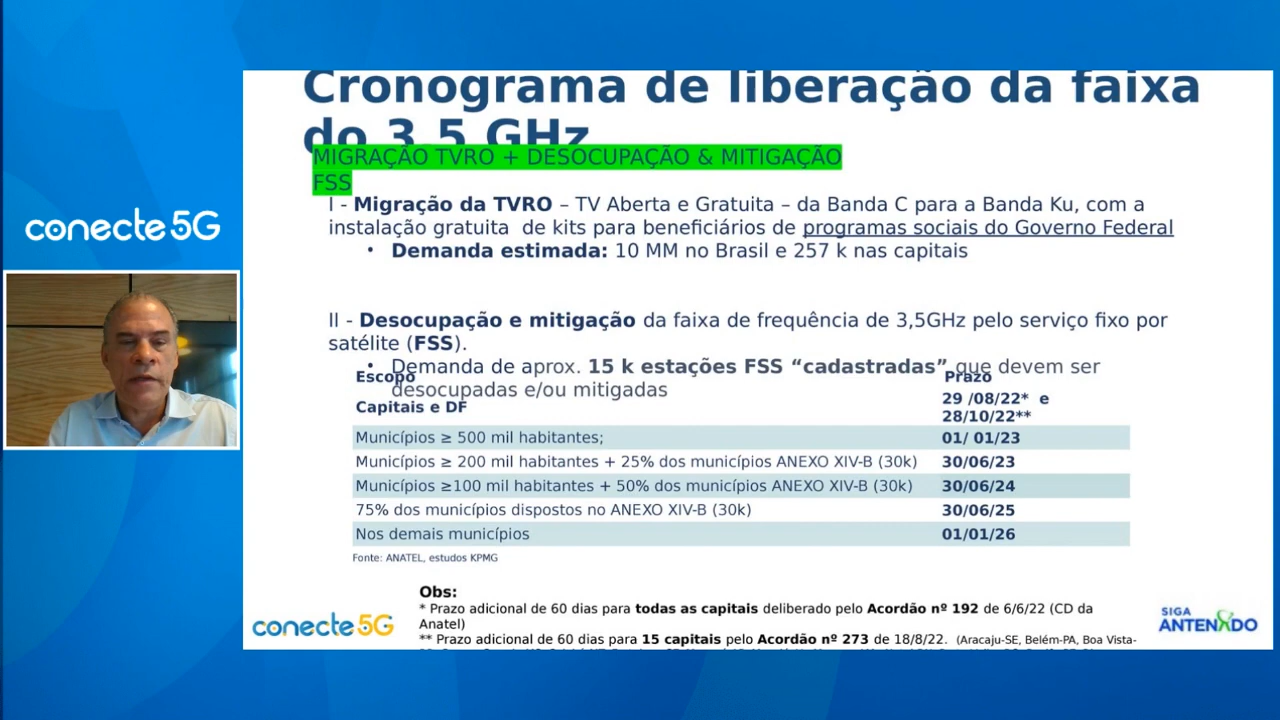 Cronograma de liberação da faixa
do 3,5 GHz
MIGRAÇÃO TVRO + DESOCUPAÇÃO & MITIGAÇÃO
FSS
I - Migração da TVRO – TV Aberta e Gratuita – da Banda C para a Banda Ku, com a
instalação gratuita de kits para beneficiários de programas sociais do Governo Federal
• Demanda estimada: 10 MM no Brasil e 257 k nas capitais
conecte 5G
II - Desocupação e mitigação da faixa de frequência de 3,5GHz pelo serviço fixo por
satélite (FSS).
• Demanda de aprox. 15 k estações FSS “cadastradas” que devem ser
desocupadas e/ou mitigadas
Escopo Prazo
Capitais e DF 29 /08/22* e
28/10/22**
Municípios ≥ 500 mil habitantes; 01/ 01/23
Municípios ≥ 200 mil habitantes + 25% dos municípios ANEXO XIV-B (30k) 30/06/23
Municípios ≥100 mil habitantes + 50% dos municípios ANEXO XIV-B (30k) 30/06/24
75% dos municípios dispostos no ANEXO XIV-B (30k) 30/06/25
Nos demais municípios 01/01/26
Fonte: ANATEL, estudos KPMG
Obs:
* Prazo adicional de 60 dias para todas as capitais deliberado pelo Acordão nº 192 de 6/6/22 (CD da
Anatel)
** Prazo adicional de 60 dias para 15 capitais pelo Acordão nº 273 de 18/8/22. (Aracaju-SE, Belém-PA, Boa Vista-
conecte 5G
SIGA
ANTENADO